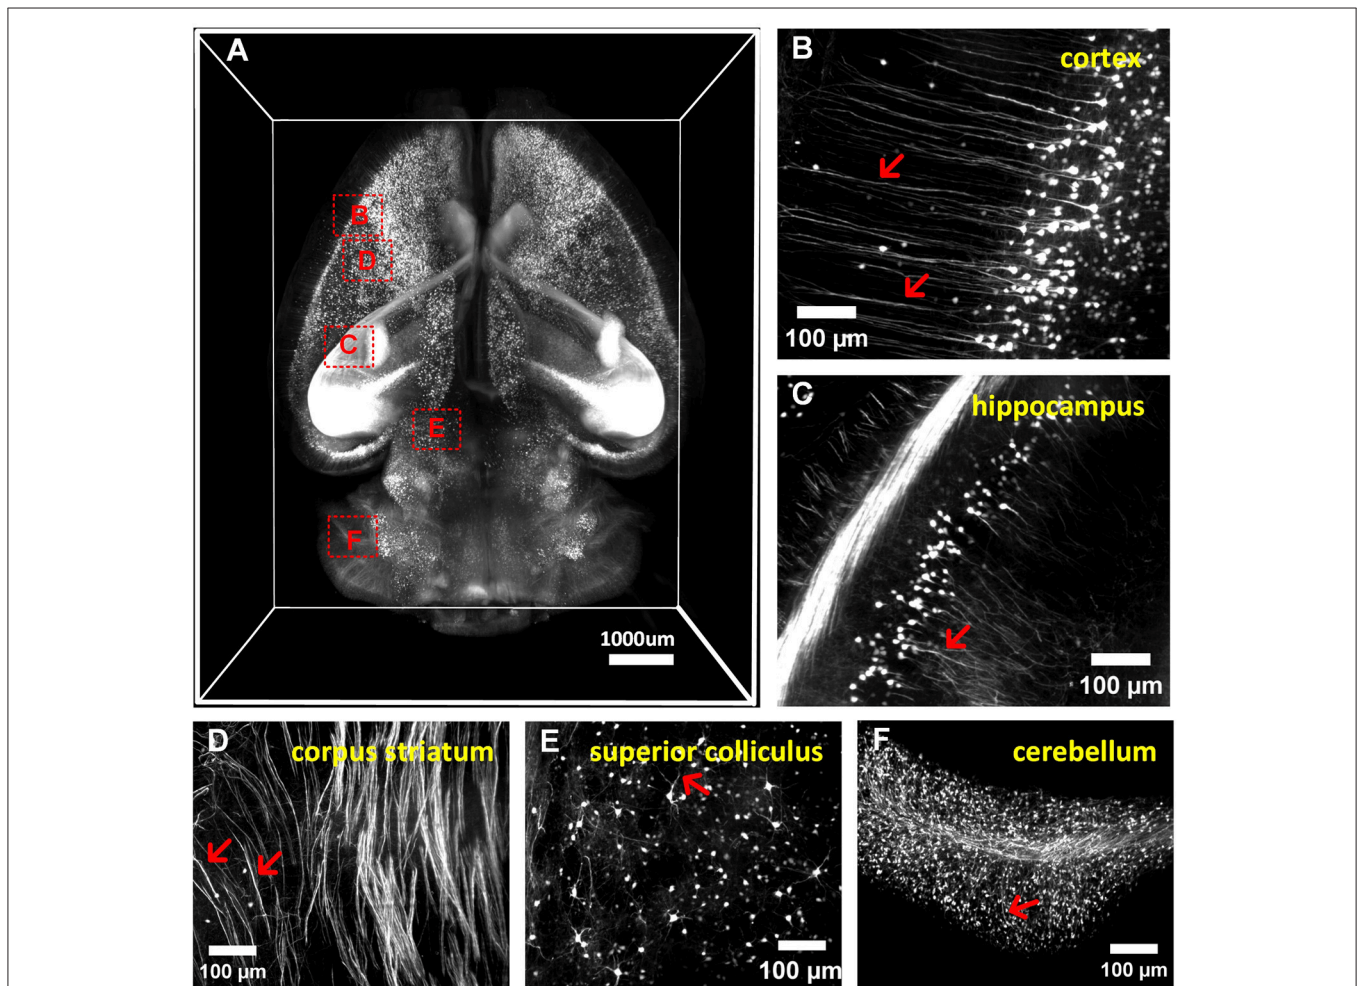 A
B
D
C
E
F
1000um
B
cortex
100 µm
C
hippocampus
100 µm
D
corpus striatum
100 µm
E
superior colliculus
100 µm
F
cerebellum
100 µm